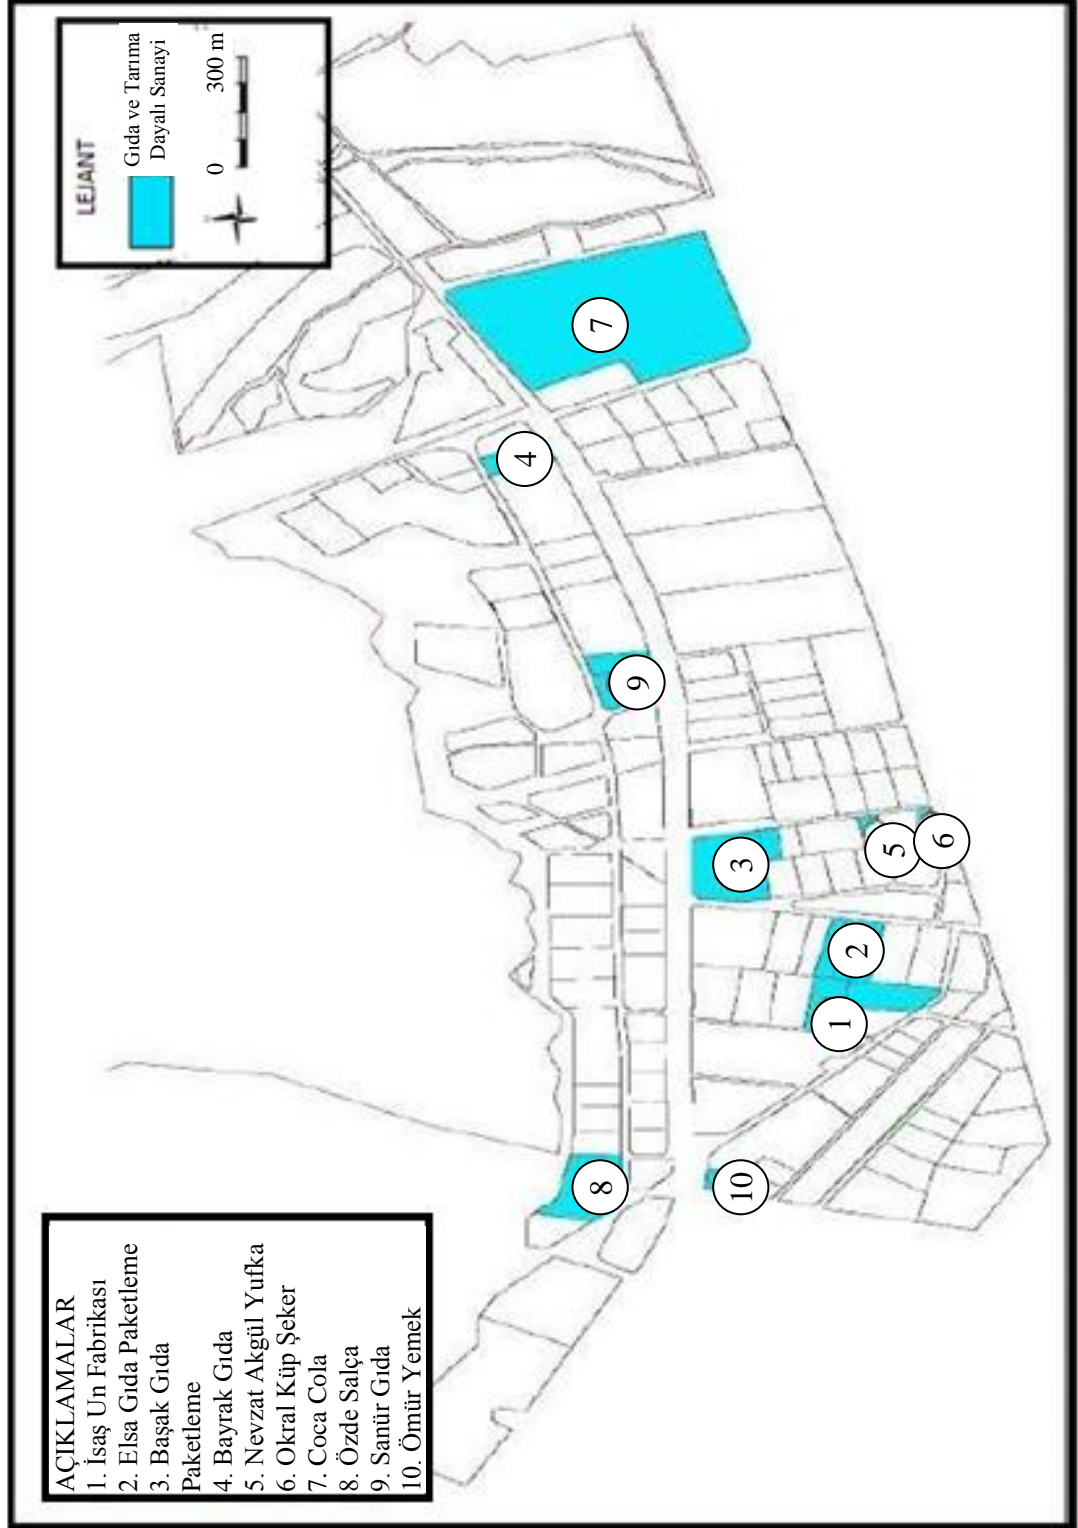 AÇIKLAMALAR
1. İsaş Un Fabrikası
2. Elsa Gıda Paketleme
3. Başak Gıda
Paketleme
4. Bayrak Gıda
5. Nevzat Akgül Yufka
6. Okral Küp Şeker
7. Coca Cola
8. Özde Salça
9. Sanür Gıda
10. Ömür Yemek
LEJANT
Gıda ve Tarıma
Dayalı Sanayi
0 300 m
8
10
1
2
3
5
6
9
4
7